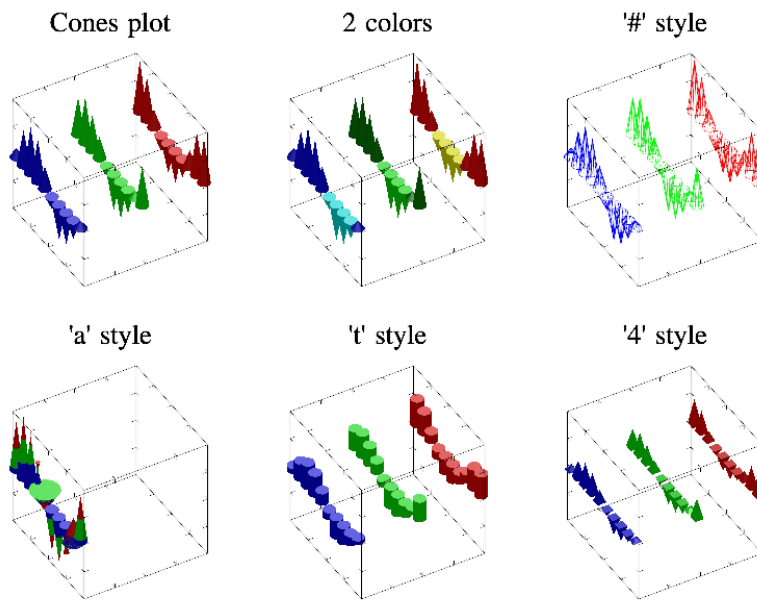 Cones plot
2 colors
'#' style
'a' style
't' style
'4' style